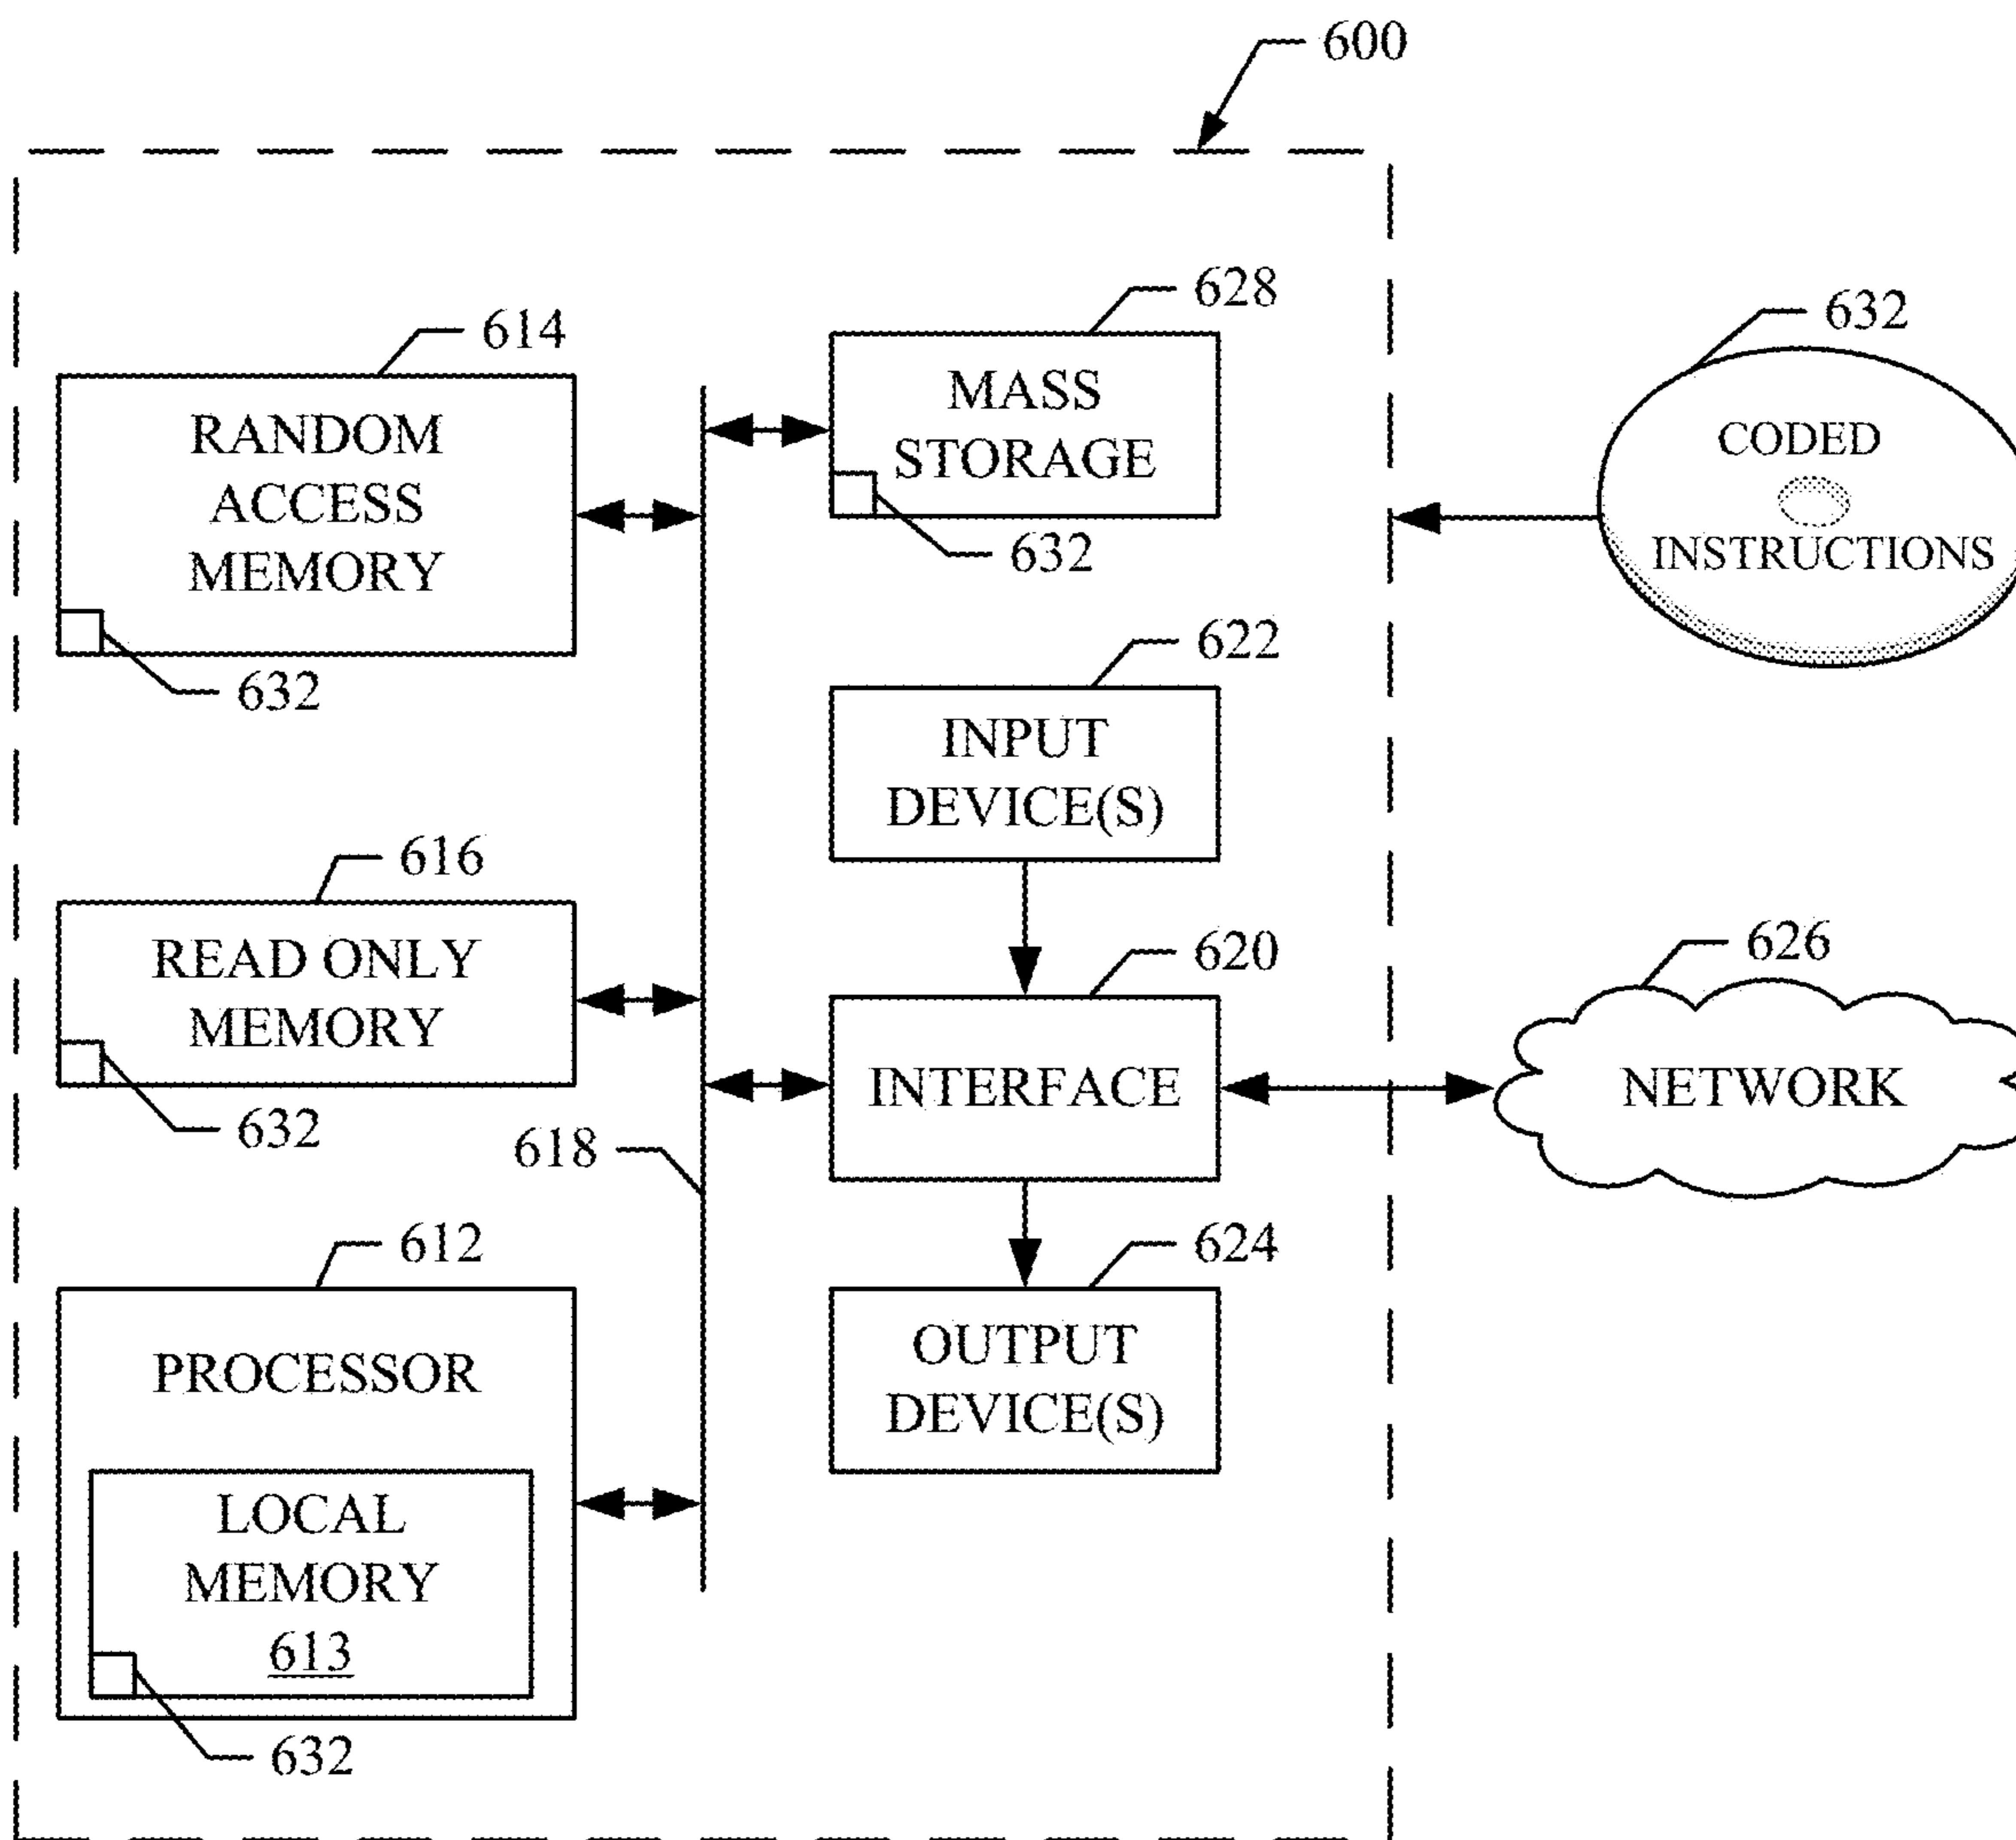 600
628
614
632
MASS
STORAGE
RANDOM
ACCESS
MEMORY
CODED
INSTRUCTIONS
632
632
622
INPUT
DEVICE(S)
616
READ ONLY
MEMORY
620
626
INTERFACE
NETWORK
632
618
612
624
PROCESSOR
OUTPUT
DEVICE(S)
LOCAL
MEMORY
613
632